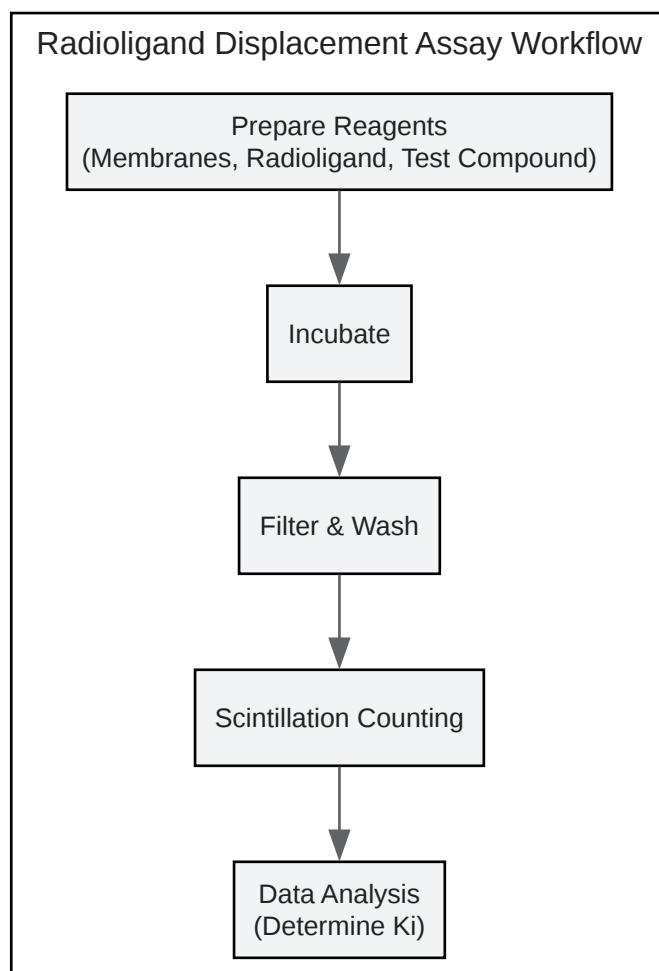 Radioligand Displacement Assay Workflow
Prepare Reagents
(Membranes, Radioligand, Test Compound)
Incubate
Filter & Wash
Scintillation Counting
Data Analysis
(Determine Ki)